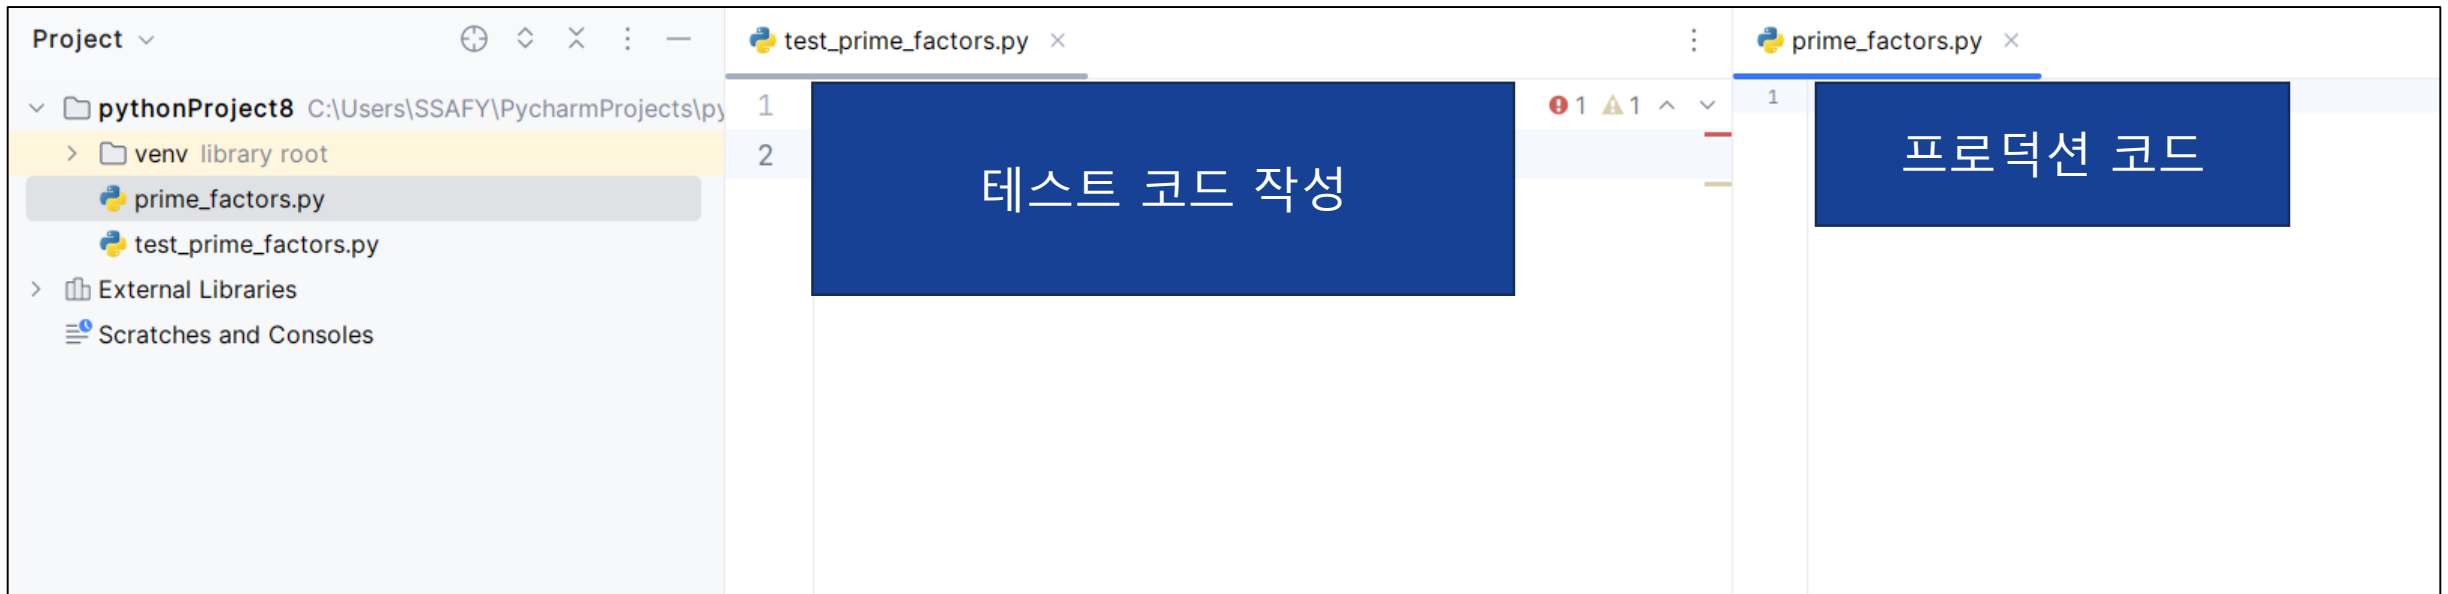 Project
pythonProject8 C:\Users\SSAFY\PycharmProjects\py
venv library root
prime_factors.py
test_prime_factors.py
External Libraries
Scratches and Consoles
test_prime_factors.py
1
2
테스트 코드 작성
1 1
prime_factors.py
1
프로덕션 코드